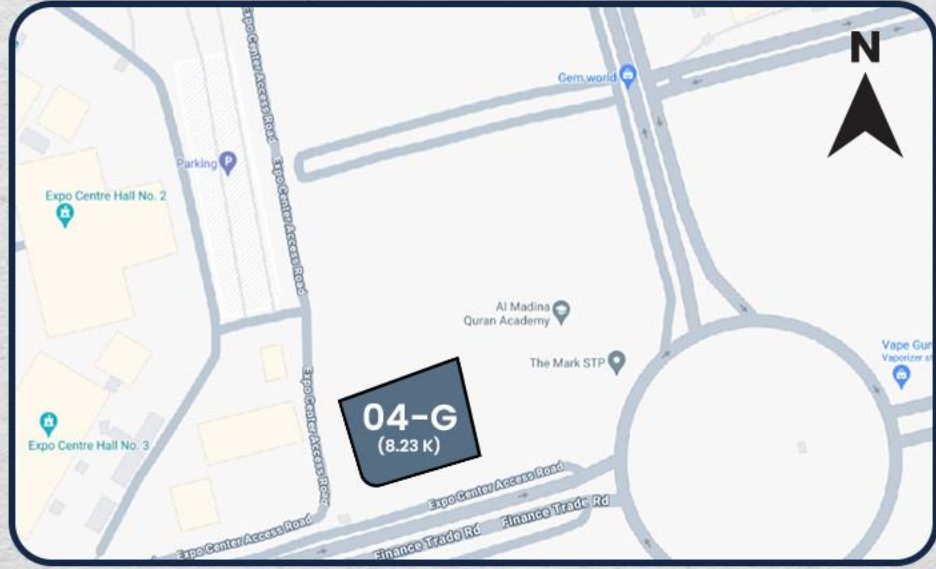 N
Expo Center Access Road
Gem.world
Parking
P
Expo Center Access Road
Expo Centre Hall No. 2
Al Madina
Quran Academy
The Mark STP
Vape Gur
Vaporizer st
Expo Center Access Road
04-G
(8.23 K)
Expo Centre Hall No. 3
Expo Center Access Road
Finance Trade Rd
Expo Center Access Road
Finance Trade Rd